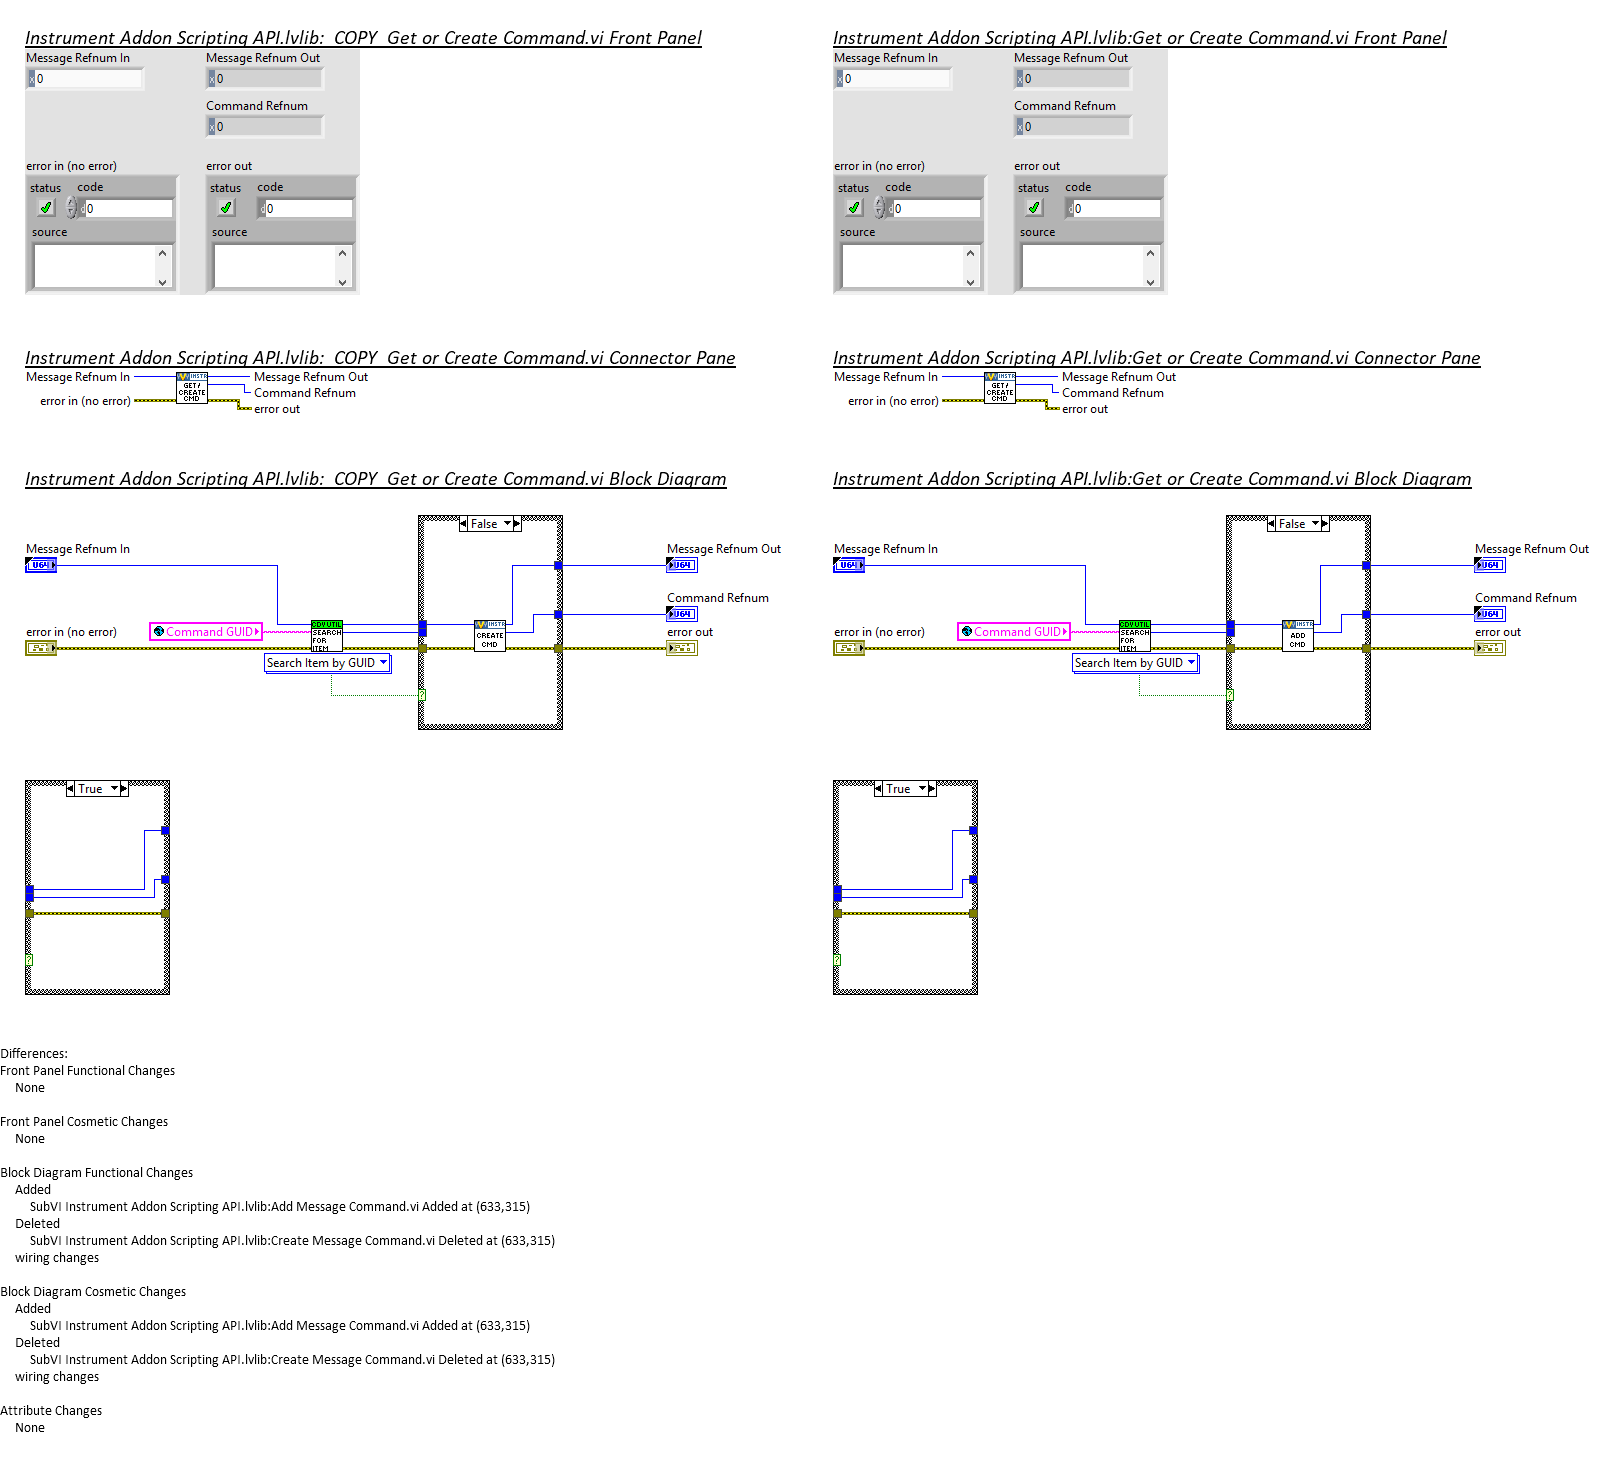 Instrument Addon Scripting API.lvlib:  COPY  Get or Create Command.vi Front Panel
Message Refnum In
Message Refnum Out
x 0
x 0
Command Refnum
x 0
error in (no error)
error out
status
code
status
code
d 0
d 0
source
source
Instrument Addon Scripting API.lvlib:Get or Create Command.vi Front Panel
Message Refnum In
Message Refnum Out
x 0
x 0
Command Refnum
x 0
error in (no error)
error out
status
code
status
code
d 0
d 0
source
source
Instrument Addon Scripting API.lvlib:  COPY  Get or Create Command.vi Connector Pane
Message Refnum In
INSTR
GET/
CREATE
CMD
Message Refnum Out
Command Refnum
error in (no error)
error out
Instrument Addon Scripting API.lvlib:Get or Create Command.vi Connector Pane
Message Refnum In
INSTR
GET/
CREATE
CMD
Message Refnum Out
Command Refnum
error in (no error)
error out
Instrument Addon Scripting API.lvlib:  COPY  Get or Create Command.vi Block Diagram
False
Message Refnum In
U64
Message Refnum Out
U64
Command Refnum
U64
error in (no error)
Command GUID
CDV UTIL
SEARCH
FOR
ITEM
INSTR
CREATE
CMD
error out
Search Item by GUID
?
True
?
Instrument Addon Scripting API.lvlib:Get or Create Command.vi Block Diagram
False
Message Refnum In
U64
Message Refnum Out
U64
Command Refnum
U64
error in (no error)
Command GUID
CDV UTIL
SEARCH
FOR
ITEM
INSTR
ADD
CMD
error out
Search Item by GUID
?
True
?
Differences:
Front Panel Functional Changes
None
Front Panel Cosmetic Changes
None
Block Diagram Functional Changes
Added
SubVI Instrument Addon Scripting API.lvlib:Add Message Command.vi Added at (633,315)
Deleted
SubVI Instrument Addon Scripting API.lvlib:Create Message Command.vi Deleted at (633,315)
wiring changes
Block Diagram Cosmetic Changes
Added
SubVI Instrument Addon Scripting API.lvlib:Add Message Command.vi Added at (633,315)
Deleted
SubVI Instrument Addon Scripting API.lvlib:Create Message Command.vi Deleted at (633,315)
wiring changes
Attribute Changes
None